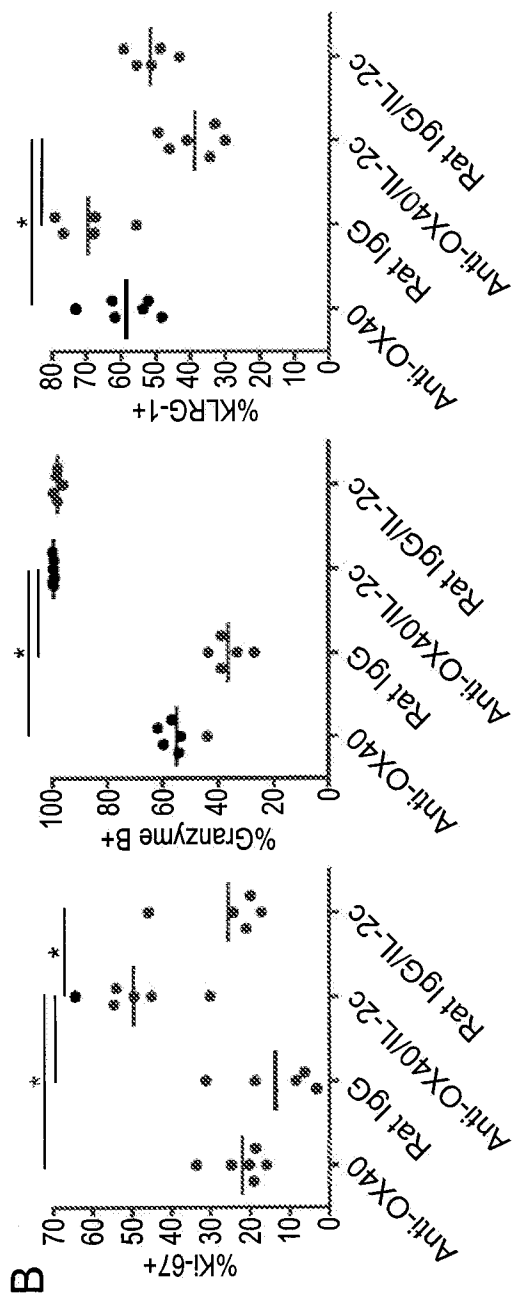 B
%Ki-67+
70
60
50
40
30
20
10
0
*
*
Anti-OX40
Rat IgG
Anti-OX40/IL-2c
Rat IgG/IL-2c
%Granzyme B+
100
80
60
40
20
0
*
Anti-OX40
Rat IgG
Anti-OX40/IL-2c
Rat IgG/IL-2c
%KLRG-1+
80
70
60
50
40
30
20
10
0
*
Anti-OX40
Rat IgG
Anti-OX40/IL-2c
Rat IgG/IL-2c